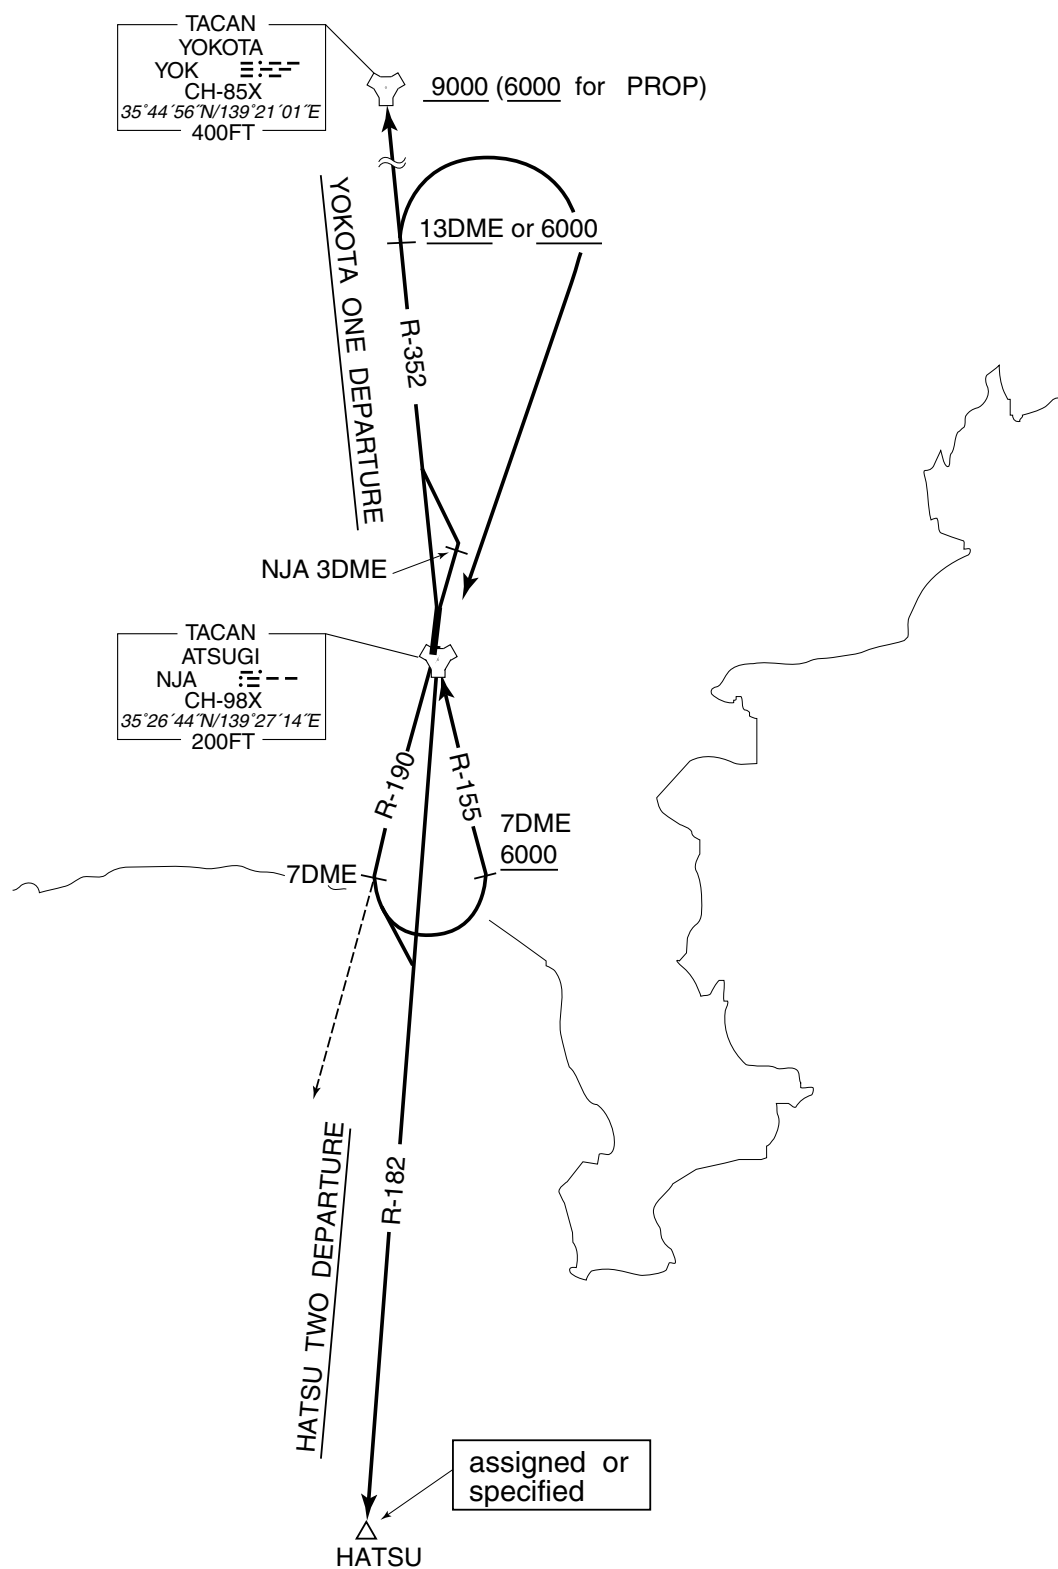 TACAN
YOKOTA
YOK
CH-85X
35°44´56˝N/139°21´01˝E
400FT
9000 (6000 for PROP)
YOKOTA ONE DEPARTURE
13DME or 6000
R-352
NJA 3DME
TACAN
ATSUGI
NJA
CH-98X
35°26´44˝N/139°27´14˝E
200FT
R-190
R-155
7DME
6000
7DME
HATSU TWO DEPARTURE
R-182
assigned or
specified
HATSU